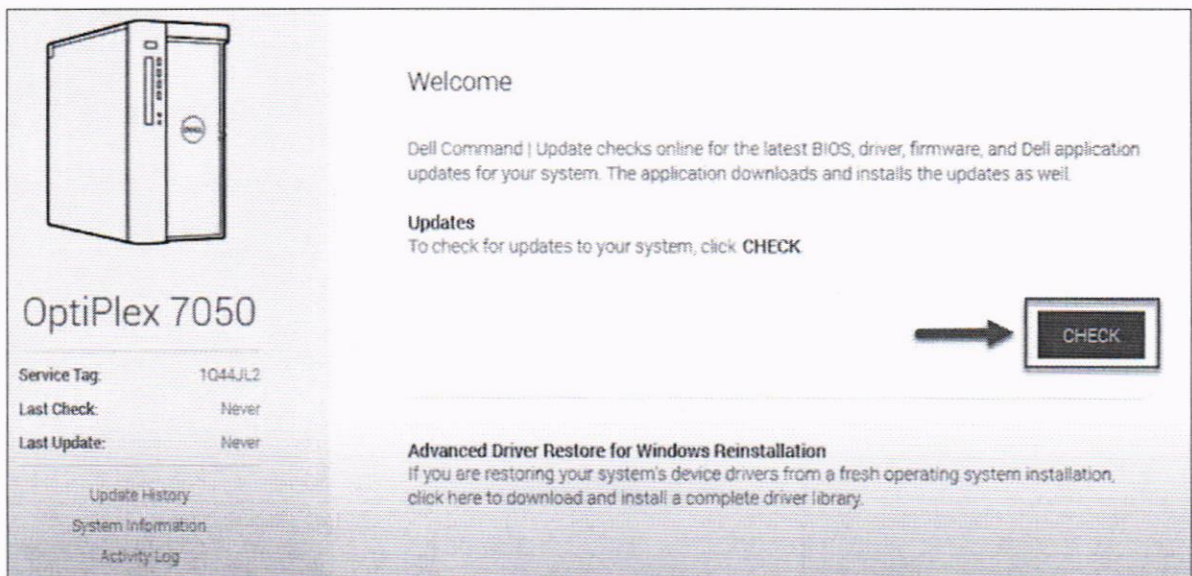 OptiPlex 7050
Service Tag: 1Q44JL2
Last Check: Never
Last Update: Never
Update History
System Information
Activity Log
Welcome
Dell Command | Update checks online for the latest BIOS, driver, firmware, and Dell application
updates for your system. The application downloads and installs the updates as well.
Updates
To check for updates to your system, click CHECK.
CHECK
Advanced Driver Restore for Windows Reinstallation
If you are restoring your system's device drivers from a fresh operating system installation,
click here to download and install a complete driver library.